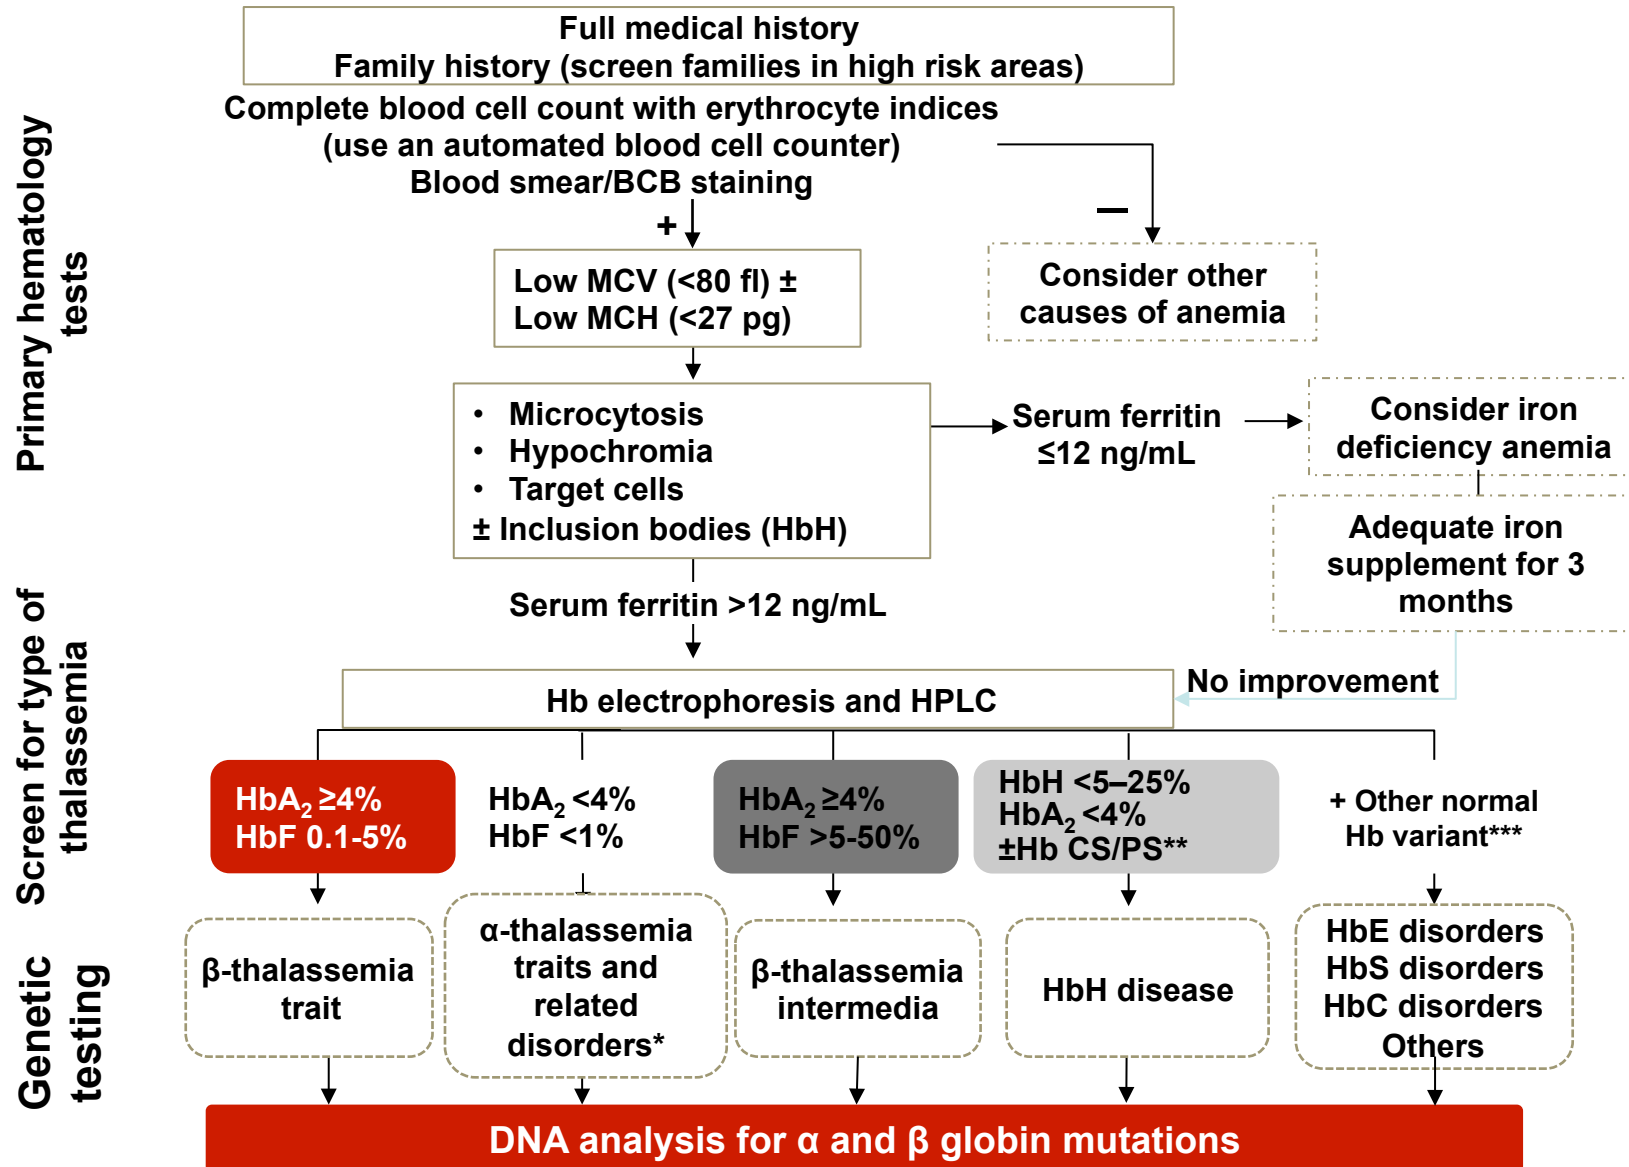 Full medical history
Family history (screen families in high risk areas)
Complete blood cell count with erythrocyte indices
(use an automated blood cell counter)
Blood smear/BCB staining
Primary hematology
tests
+
–
Low MCV (<80 fl) ±
Low MCH (<27 pg)
Consider other
causes of anemia
• Microcytosis
• Hypochromia
• Target cells
± Inclusion bodies (HbH)
Serum ferritin
≤12 ng/mL
Consider iron
deficiency anemia
Adequate iron
supplement for 3
months
Serum ferritin >12 ng/mL
Screen for type of
thalassemia
No improvement
Hb electrophoresis and HPLC
HbA2 ≥4%
HbF 0.1-5%
HbA2 <4%
HbF <1%
HbA2 ≥4%
HbF >5-50%
HbH <5–25%
HbA2 <4%
±Hb CS/PS**
+ Other normal
Hb variant***
Genetic
testing
β-thalassemia
trait
α-thalassemia
traits and
related
disorders*
β-thalassemia
intermedia
HbH disease
HbE disorders
HbS disorders
HbC disorders
Others
DNA analysis for α and β globin mutations